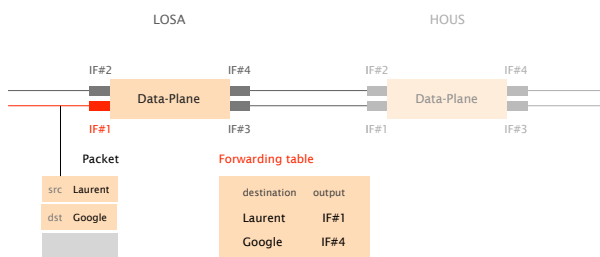 LOSA HOUS
IF#2 IF#4 IF#2 IF#4
Data-Plane Data-Plane
IF#1 IF#3 IF#1 IF#3
Packet Forwarding table
src Laurent destination output
dst Google Laurent IF#1
Google IF#4